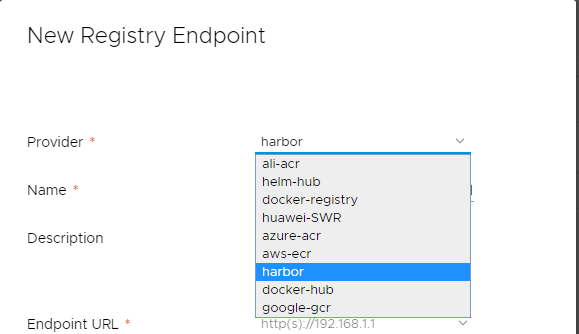 New Registry Endpoint
Provider *
harbor
ali-acr
helm-hub
docker-registry
huawei-SWR
azure-acr
aws-ecr
harbor
docker-hub
google-gcr
Name *
Description
Endpoint URL *
http(s)://192.168.1.1